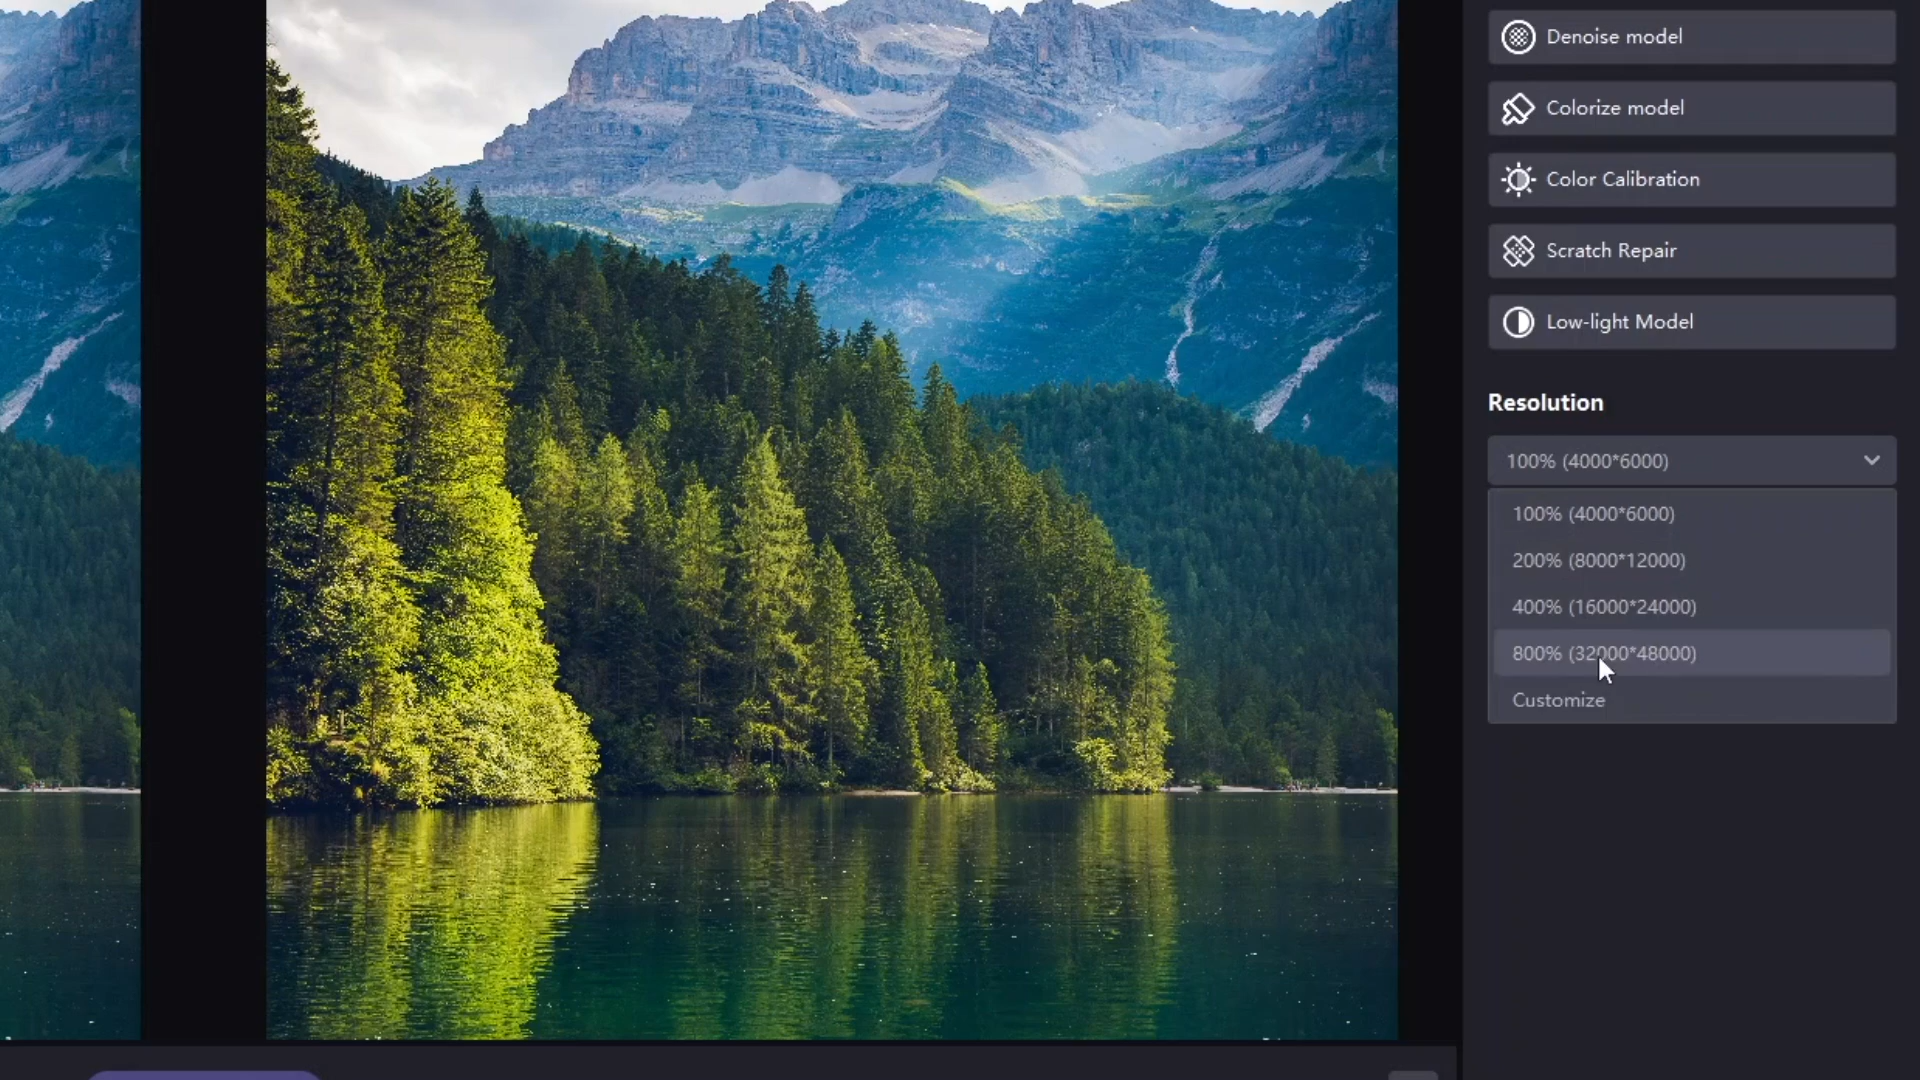 Denoise model
Colorize model
Color Calibration
Scratch Repair
Low-light Model
Resolution
100% (4000*6000)
100% (4000*6000)
200% (8000*12000)
400% (16000*24000)
800% (32000*48000)
Customize